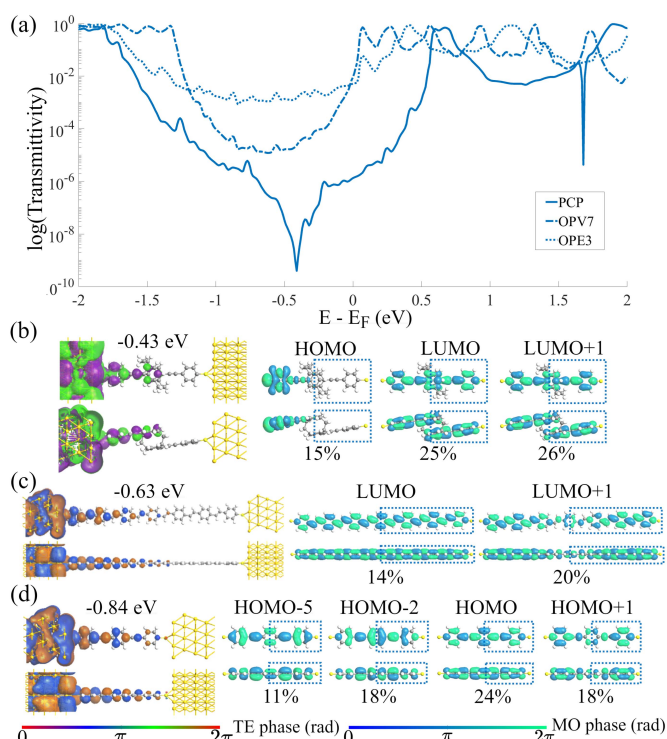 (a)
10^0
10^-2
10^-4
10^-6
10^-8
10^-10
log(Transmittivity)
PCP
OPV7
OPE3
-2 -1.5 -1 -0.5 0 0.5 1 1.5 2
E - E_F (eV)
(b)
-0.43 eV HOMO LUMO LUMO+1
15% 25% 26%
(c)
-0.63 eV LUMO LUMO+1
14% 20%
(d)
-0.84 eV HOMO-5 HOMO-2 HOMO HOMO+1
11% 18% 24% 18%
0 π 2π TE phase (rad) 0 π 2π MO phase (rad)